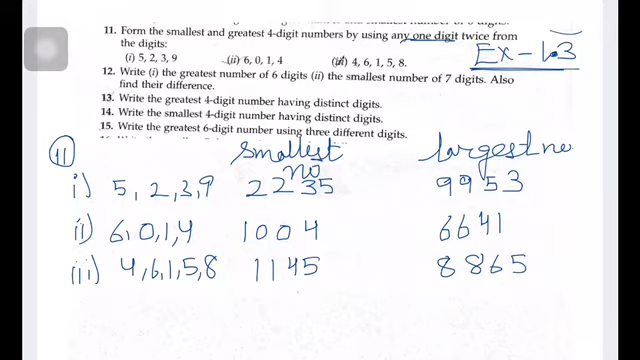 11. Form the smallest and greatest 4-digit numbers by using any one digit twice from
the digits:
(i) 5, 2, 3, 9 (ii) 6, 0, 1, 4 (iii) 4, 6, 1, 5, 8.
Ex - 1.3
12. Write (i) the greatest number of 6 digits (ii) the smallest number of 7 digits. Also
find their difference.
13. Write the greatest 4-digit number having distinct digits.
14. Write the smallest 4-digit number having distinct digits.
15. Write the greatest 6-digit number using three different digits.
11 smallest no largest no
i) 5, 2, 3, 9 2235 9953
ii) 6, 0, 1, 4 1004 6641
(iii) 4, 6, 1, 5, 8 1145 8865